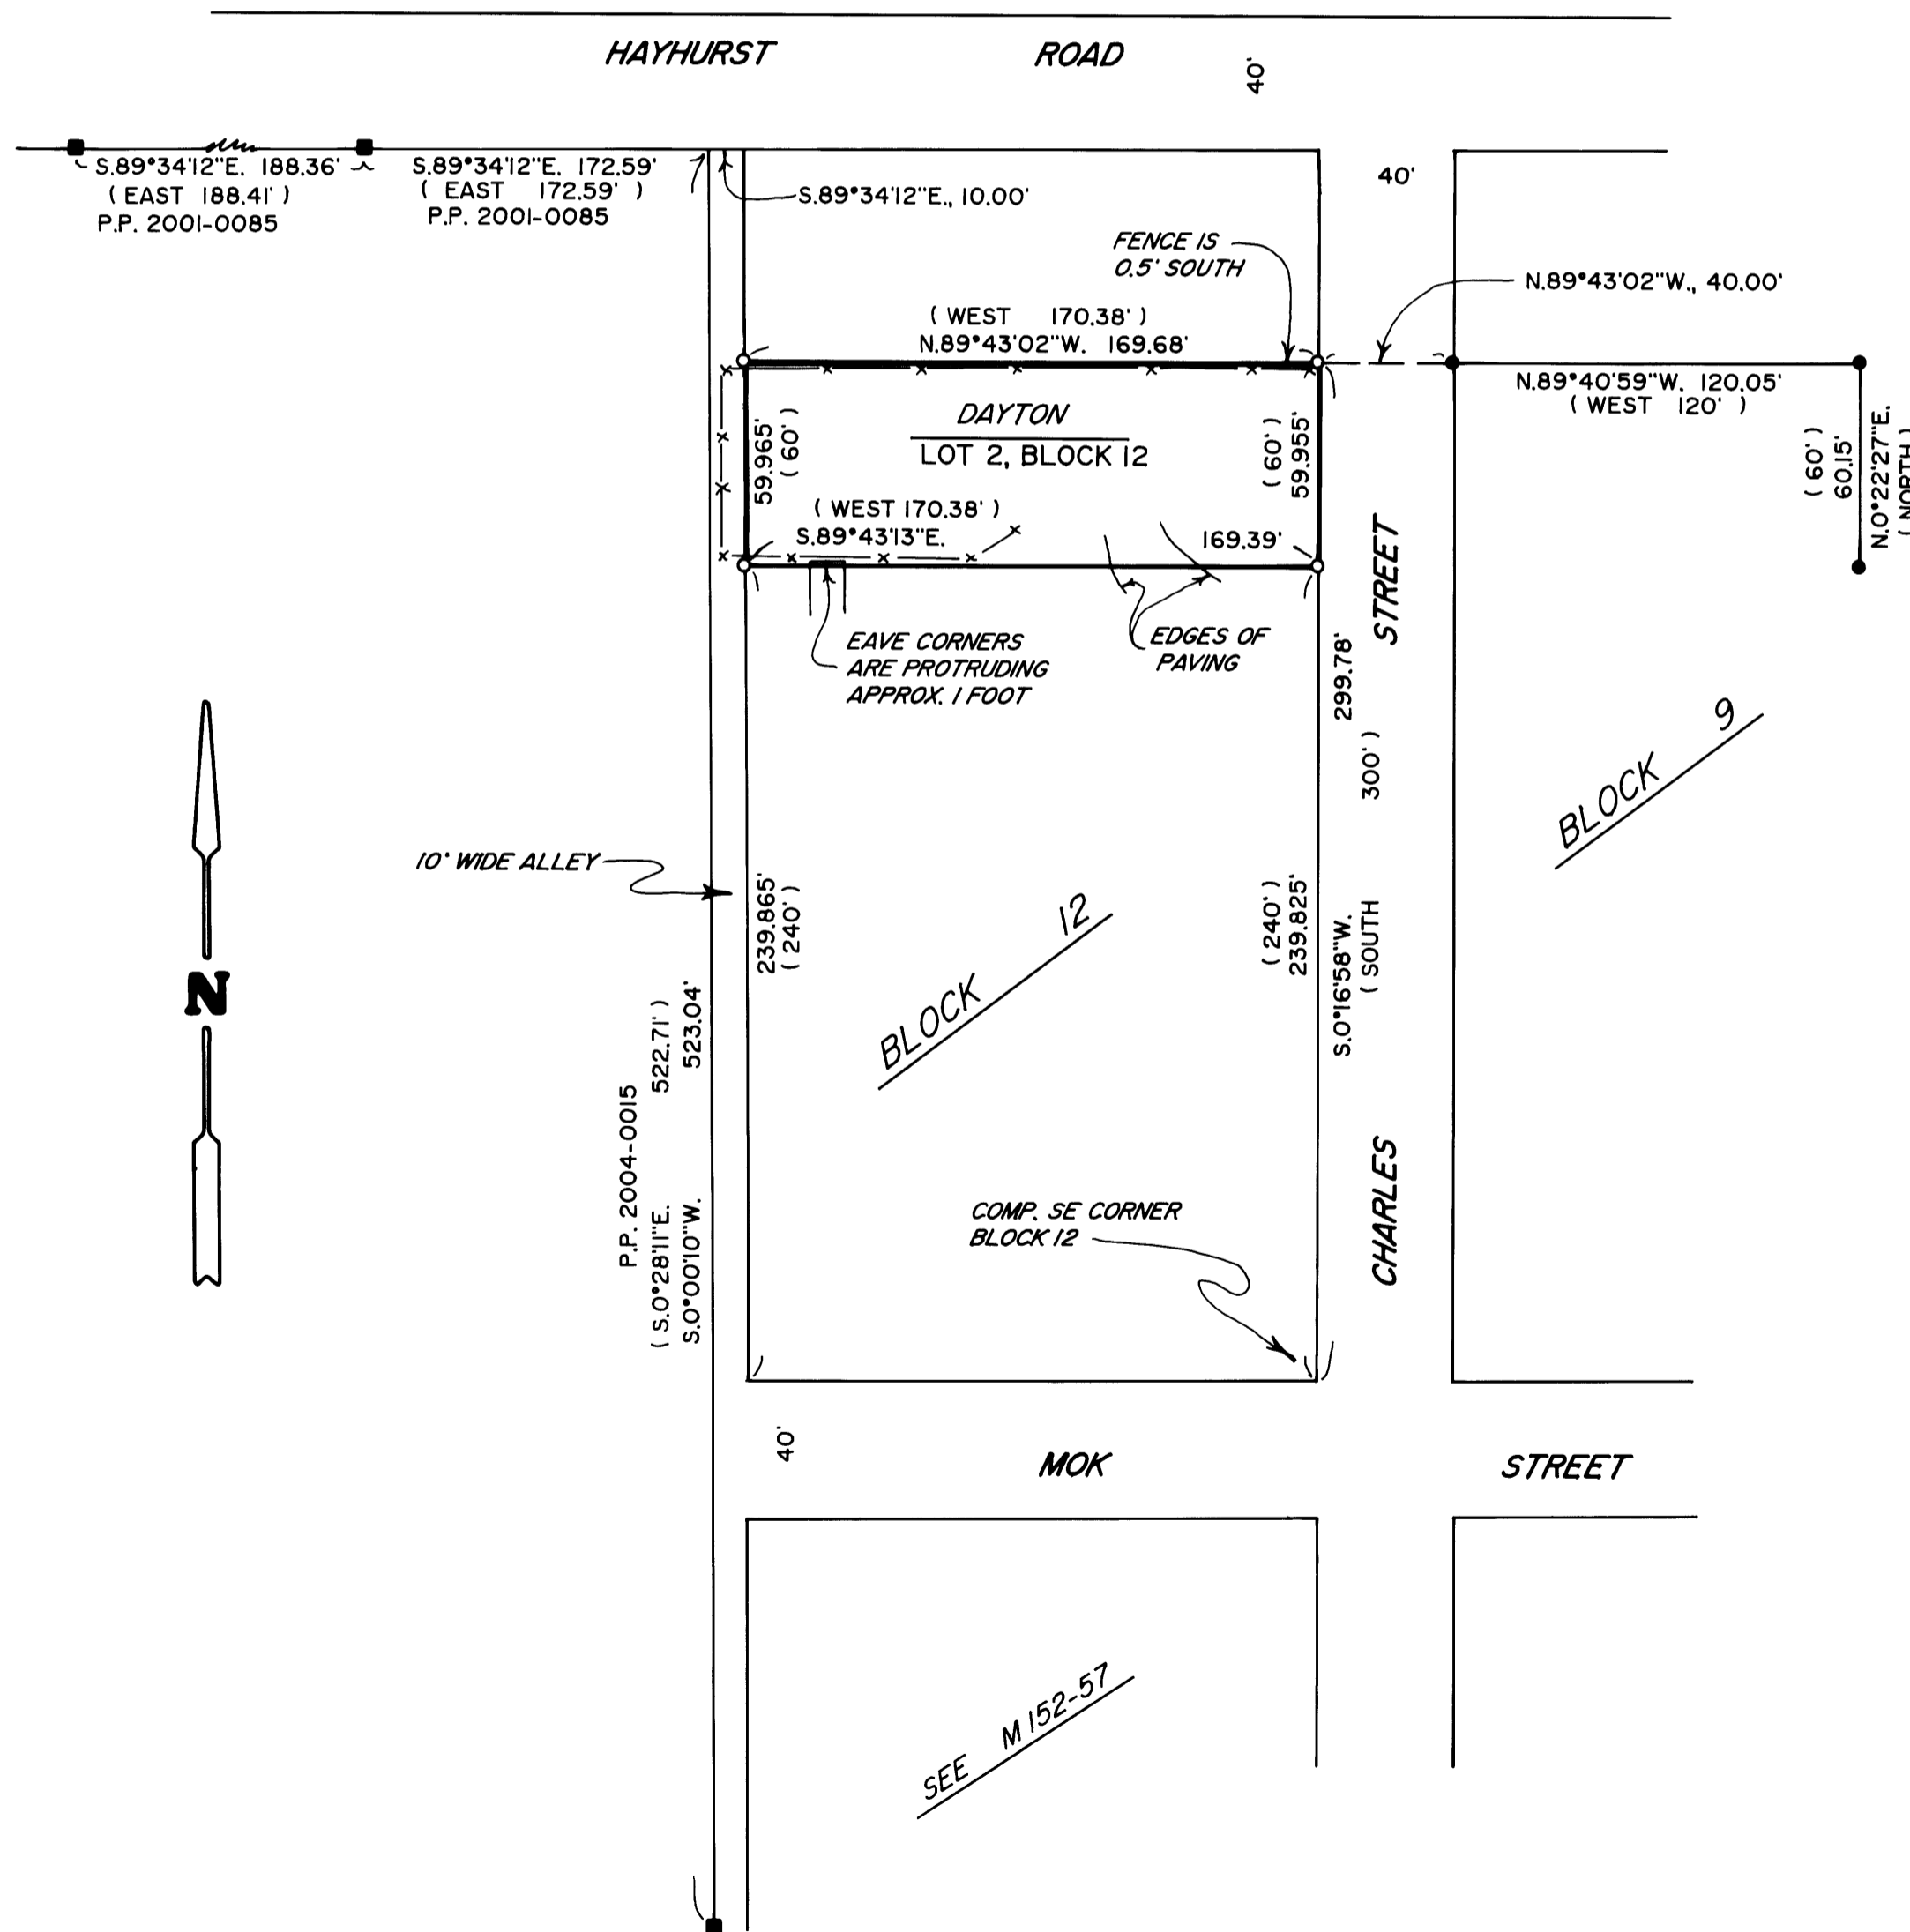 HAYHURST ROAD
40'
S.89°34'12"E. 188.36'
( EAST 188.41' )
P.P. 2001-0085
S.89°34'12"E. 172.59'
( EAST 172.59' )
P.P. 2001-0085
S.89°34'12"E., 10.00'
40'
FENCE IS
0.5' SOUTH
N.89°43'02"W., 40.00'
( WEST 170.38' )
N.89°43'02"W. 169.68'
N.89°40'59"W. 120.05'
( WEST 120' )
DAYTON
LOT 2, BLOCK 12
59.965'
( 60' )
( 60' )
59.955'
( 60' )
60.15'
N.0°22'27"E.
( NORTH )
( WEST 170.38' )
S.89°43'13"E.
169.39'
EAVE CORNERS
ARE PROTRUDING
APPROX. 1 FOOT
EDGES OF
PAVING
CHARLES STREET
S.0°16'58"W. 299.78'
( SOUTH 300' )
BLOCK 9
10' WIDE ALLEY
239.865'
( 240' )
( 240' )
239.825'
BLOCK 12
P.P. 2004-0015
( S.0°28'11"E. 522.71' )
S.0°00'10"W. 523.04'
N
COMP. SE CORNER
BLOCK 12
40'
MOK STREET
SEE M 152-57